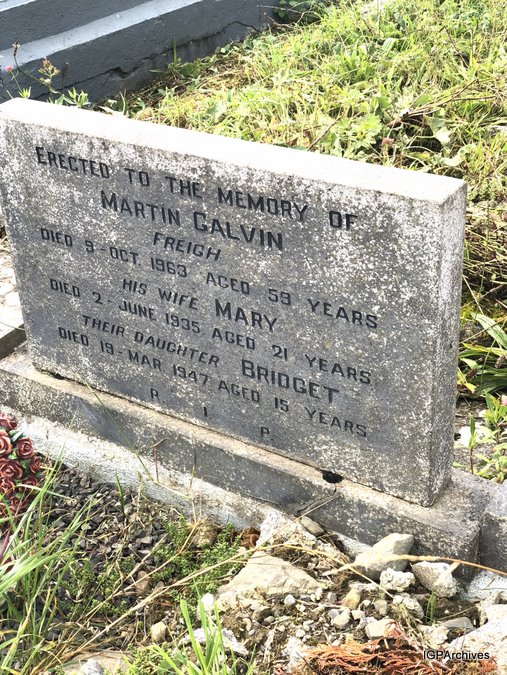 ERECTED TO THE MEMORY OF
MARTIN GALVIN
FREIGH
DIED 9-OCT 1963 AGED 59 YEARS
HIS WIFE MARY
DIED 2-JUNE 1935 AGED 21 YEARS
THEIR DAUGHTER BRIDGET
DIED 19-MAR 1947 AGED 15 YEARS
R I P
IGPArchives